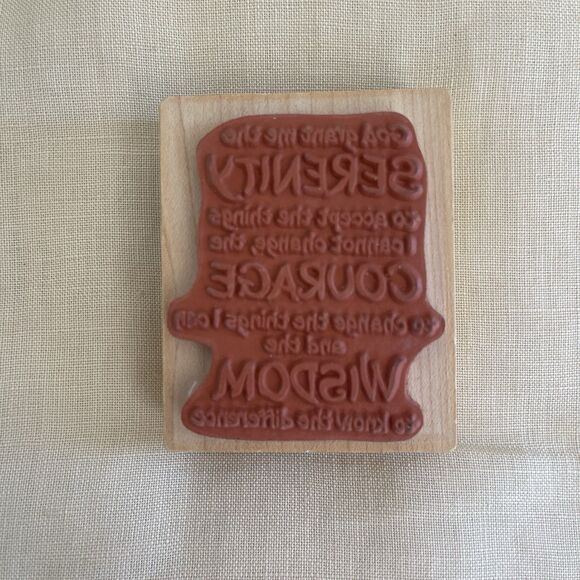 God, grant me the
SERENITY
to accept the things
I cannot change, the
COURAGE
to change the things I can
and the
WISDOM
to know the difference